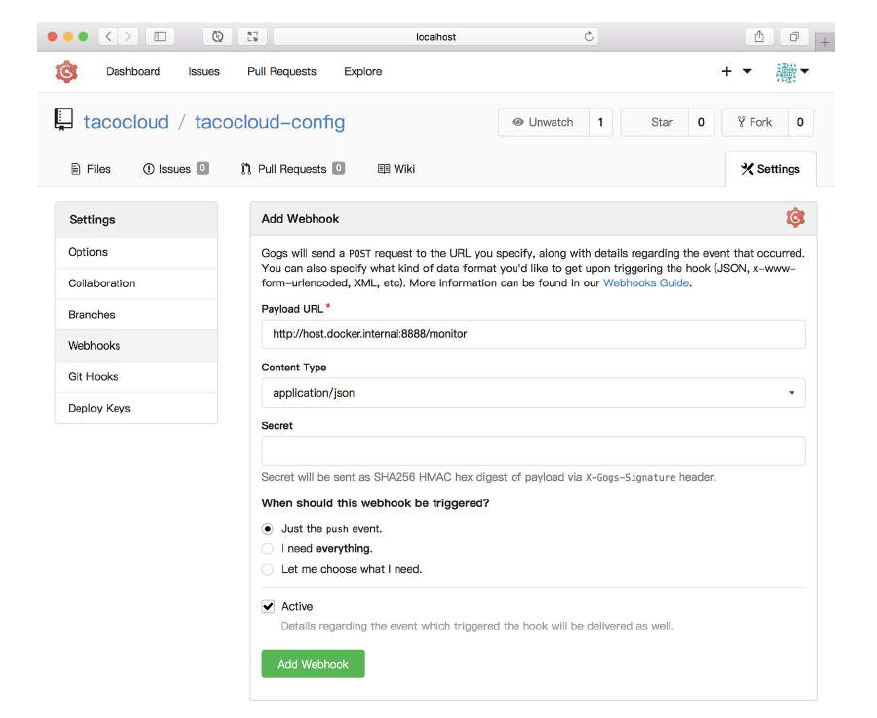 localhost
Dashboard Issues Pull Requests Explore
tacocloud / tacocloud-config
Unwatch 1 Star 0 Fork 0
Files Issues 0 Pull Requests 0 Wiki Settings
Settings
Options
Collaboration
Branches
Webhooks
Git Hooks
Deploy Keys
Add Webhook
Gogs will send a POST request to the URL you specify, along with details regarding the event that occurred.
You can also specify what kind of data format you'd like to get upon triggering the hook (JSON, x-www-
form-urlencoded, XML, etc). More information can be found in our Webhooks Guide.
Payload URL *
http://host.docker.internal:8888/monitor
Content Type
application/json
Secret
Secret will be sent as SHA256 HMAC hex digest of payload via X-Gogs-Signature header.
When should this webhook be triggered?
Just the push event.
I need everything.
Let me choose what I need.
Active
Details regarding the event which triggered the hook will be delivered as well.
Add Webhook